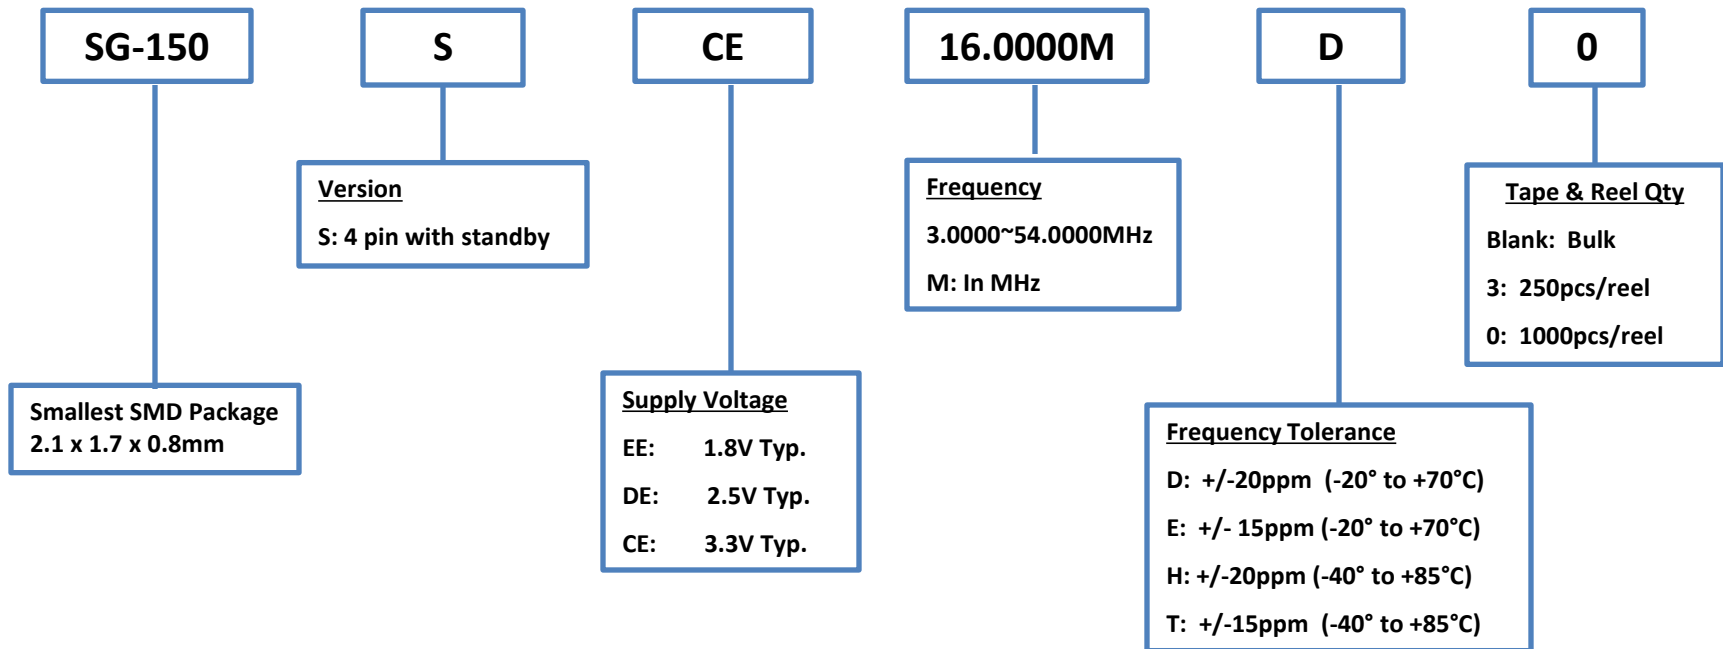 SG-150
S
CE
16.0000M
D
0
Version
S: 4 pin with standby
Frequency
3.0000~54.0000MHz
M: In MHz
Tape & Reel Qty
Blank: Bulk
3: 250pcs/reel
0: 1000pcs/reel
Smallest SMD Package
2.1 x 1.7 x 0.8mm
Supply Voltage
EE: 1.8V Typ.
DE: 2.5V Typ.
CE: 3.3V Typ.
Frequency Tolerance
D: +/-20ppm (-20° to +70°C)
E: +/- 15ppm (-20° to +70°C)
H: +/-20ppm (-40° to +85°C)
T: +/-15ppm (-40° to +85°C)